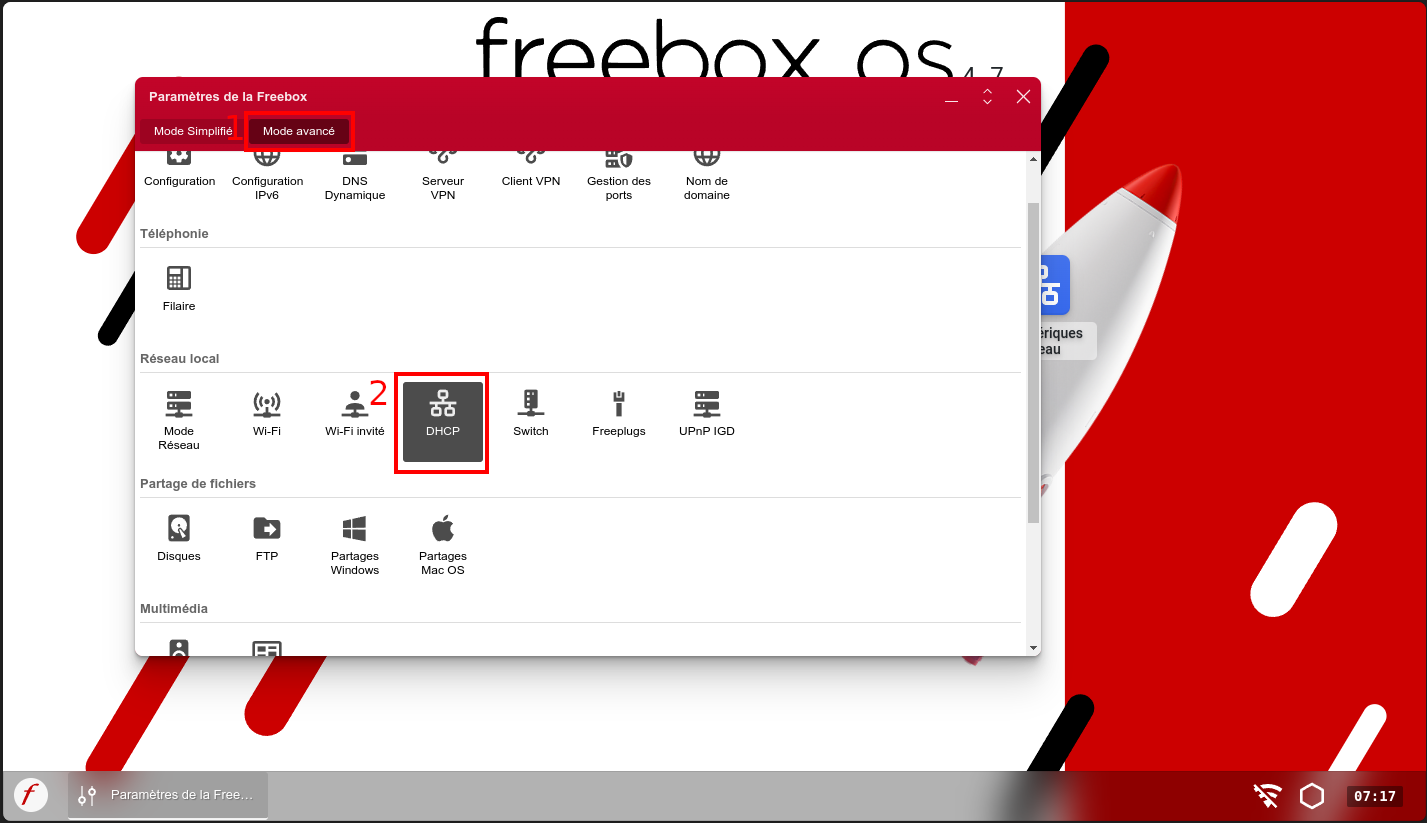 freebox os
4.7
Paramètres de la Freebox
Mode Simplifié
1
Mode avancé
Configuration
Configuration
IPv6
DNS
Dynamique
Serveur
VPN
Client VPN
Gestion des
ports
Nom de
domaine
Téléphonie
Filaire
Réseau local
Mode
Réseau
Wi-Fi
Wi-Fi invité
2
DHCP
Switch
Freeplugs
UPnP IGD
Partage de fichiers
Disques
FTP
Partages
Windows
Partages
Mac OS
Multimédia
ériques
eau
f
Paramètres de la Free...
07:17